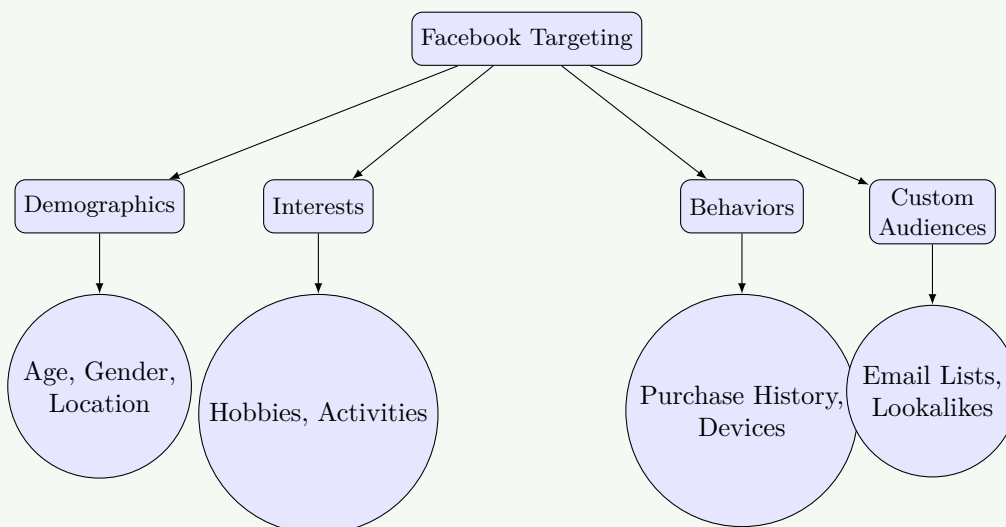 Facebook Targeting
Demographics
Interests
Behaviors
Custom
Audiences
Age, Gender,
Location
Hobbies, Activities
Purchase History,
Devices
Email Lists,
Lookalikes